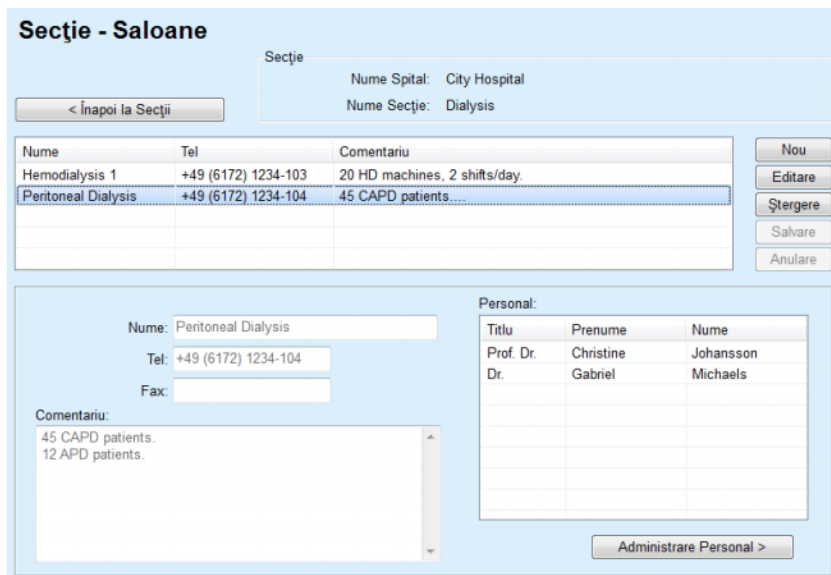 Secţie - Saloane
Secţie
Nume Spital: City Hospital
< Înapoi la Secţii
Nume Secţie: Dialysis
Nume Tel Comentariu
Hemodialysis 1 +49 (6172) 1234-103 20 HD machines, 2 shifts/day.
Peritoneal Dialysis +49 (6172) 1234-104 45 CAPD patients....
Nou
Editare
Ştergere
Salvare
Anulare
Nume: Peritoneal Dialysis
Tel: +49 (6172) 1234-104
Fax:
Comentariu:
45 CAPD patients.
12 APD patients.
Personal:
Titlu Prenume Nume
Prof. Dr. Christine Johansson
Dr. Gabriel Michaels
Administrare Personal >